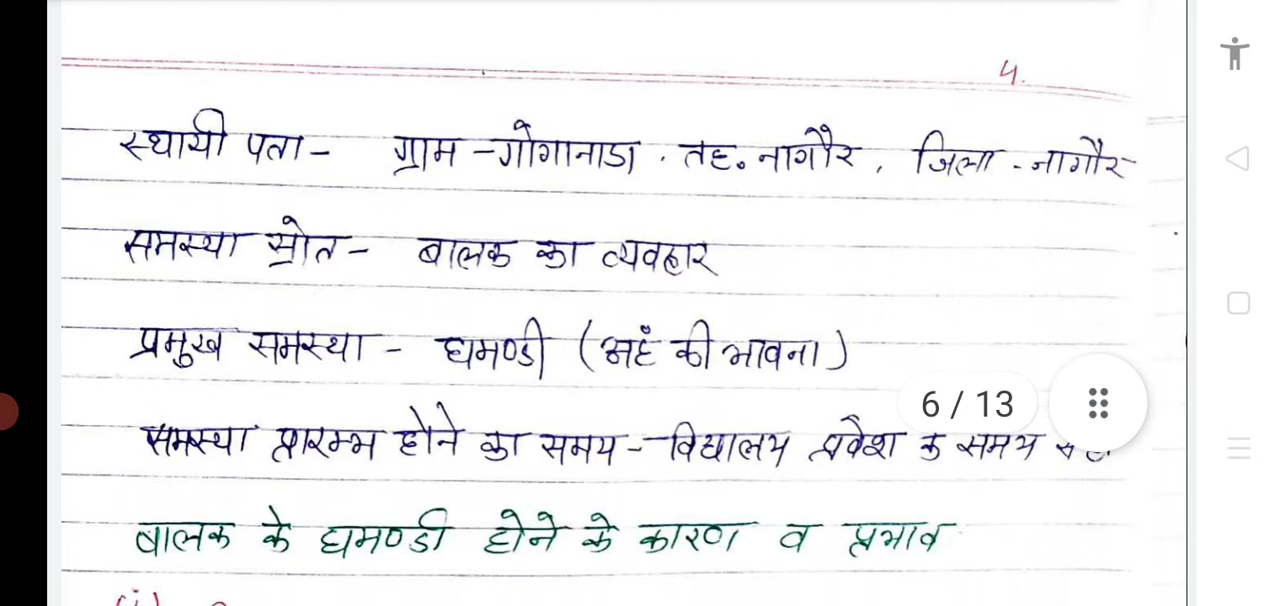 4.
स्थायी पता - ग्राम - गोगानाडा, तह. नागौर, जिला - नागौर
समस्या स्रोत - बालक का व्यवहार
प्रमुख समस्या - घमण्डी (अहं की भावना)
6 / 13
समस्या प्रारम्भ होने का समय - विद्यालय प्रवेश के समय
बालक के घमण्डी होने के कारण व प्रभाव
(i)